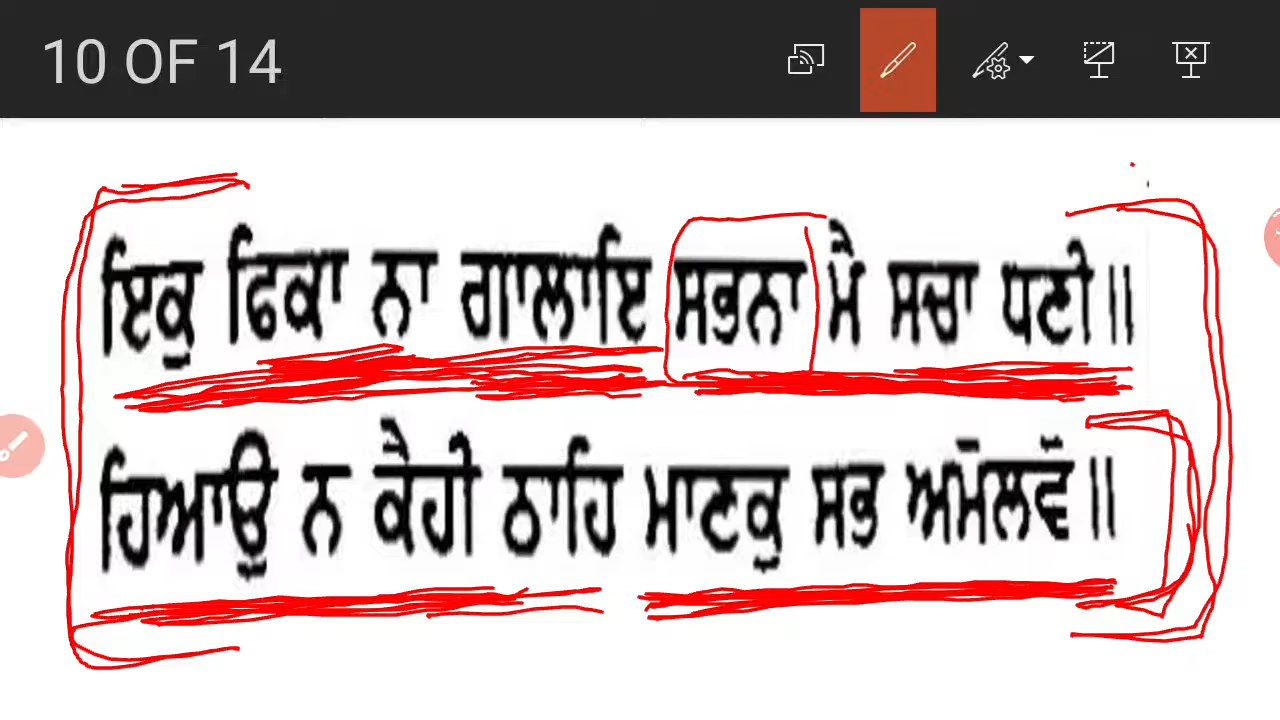 10 OF 14
ਇਕੁ ਫਿਕਾ ਨਾ ਗਾਲਾਇ ਸਭਨਾ ਮੈ ਸਚਾ ਧਣੀ॥
ਹਿਆਉ ਨ ਕੈਹੀ ਠਾਹਿ ਮਾਣਕੁ ਸਭ ਅਮੋਲਵੇਂ॥